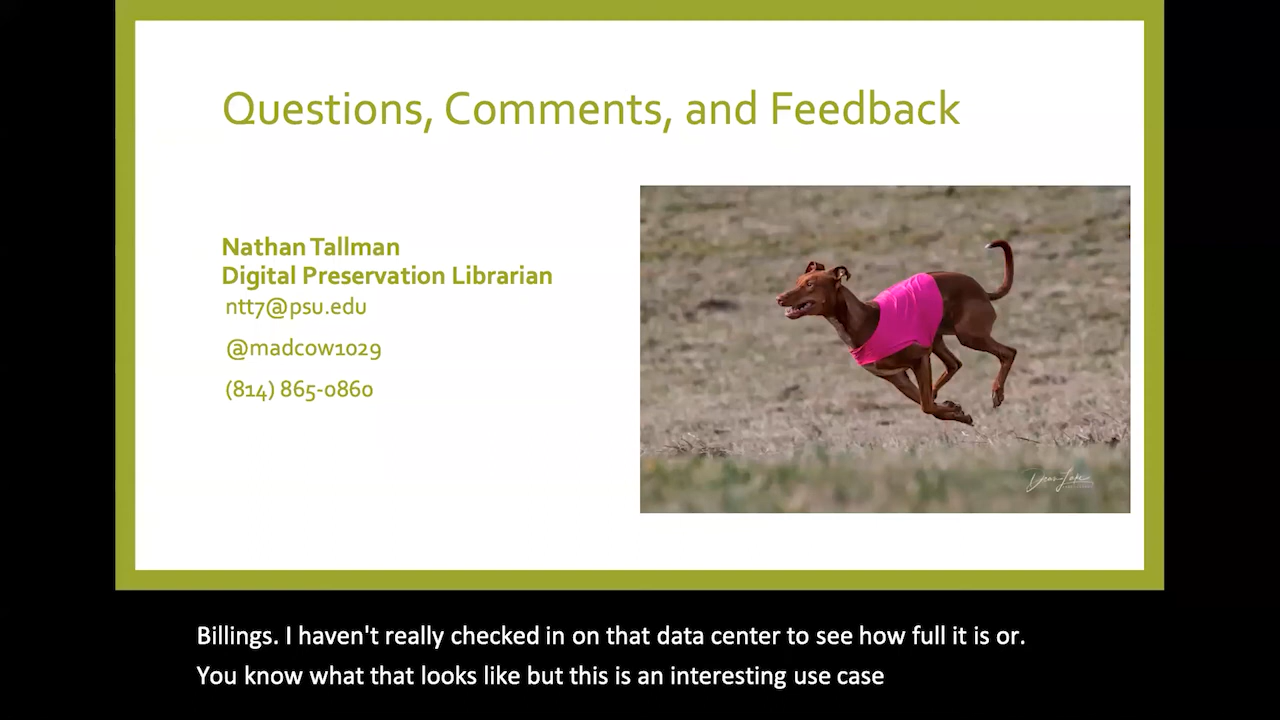 Questions, Comments, and Feedback
Nathan Tallman
Digital Preservation Librarian
ntt7@psu.edu
@madcow1029
(814) 865-0860
Billings. I haven't really checked in on that data center to see how full it is or.
You know what that looks like but this is an interesting use case